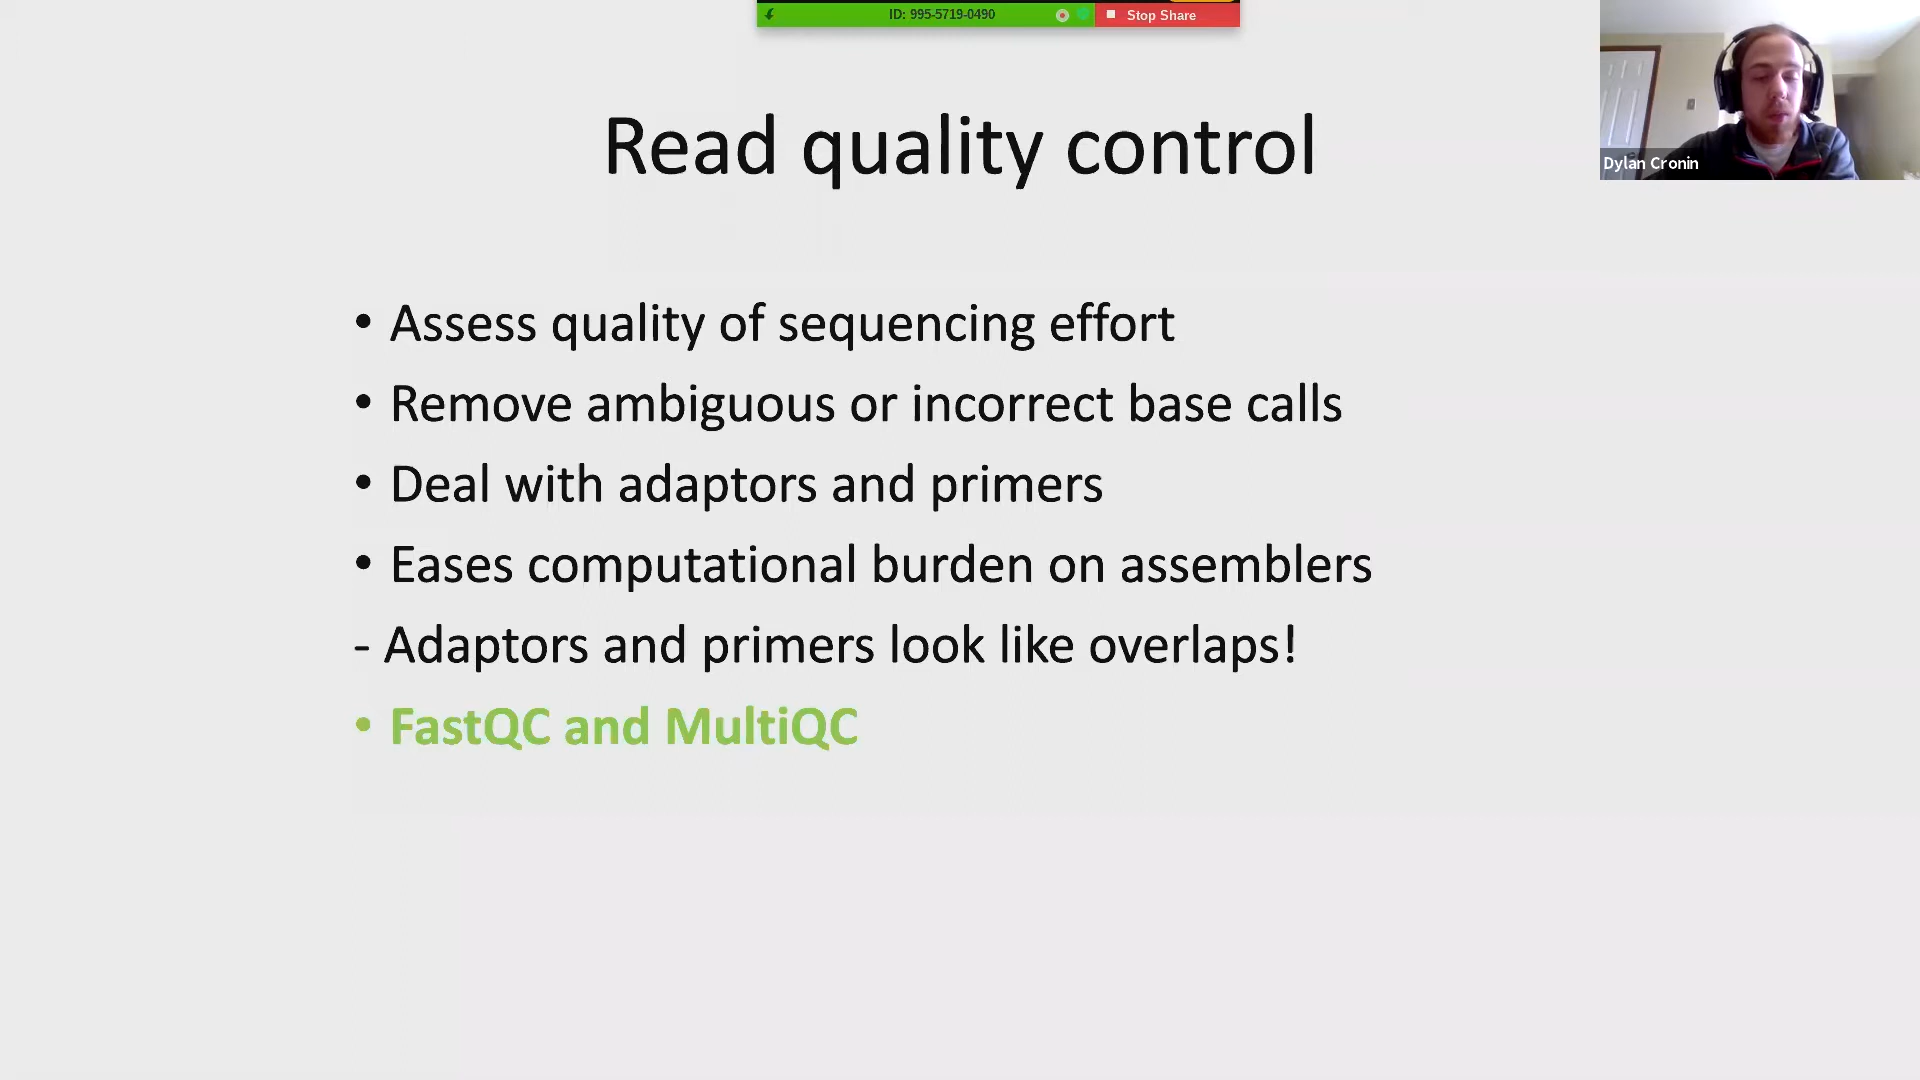 ID: 995-5719-0490
Stop Share
Dylan Cronin
Read quality control
• Assess quality of sequencing effort
• Remove ambiguous or incorrect base calls
• Deal with adaptors and primers
• Eases computational burden on assemblers
- Adaptors and primers look like overlaps!
• FastQC and MultiQC